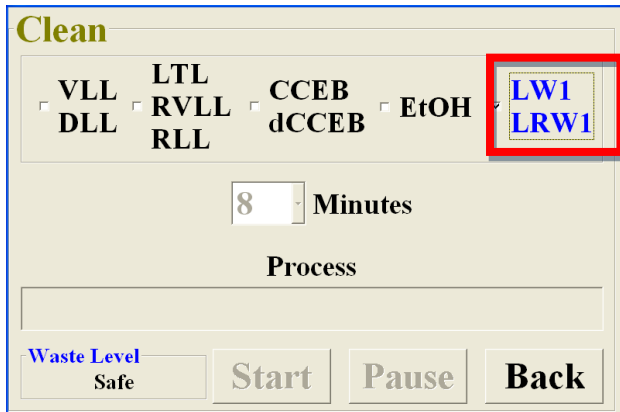 Clean
VLL
DLL
LTL
RVLL
RLL
CCEB
dCCEB
EtOH
LW1
LRW1
8 Minutes
Process
Waste Level
Safe
Start
Pause
Back